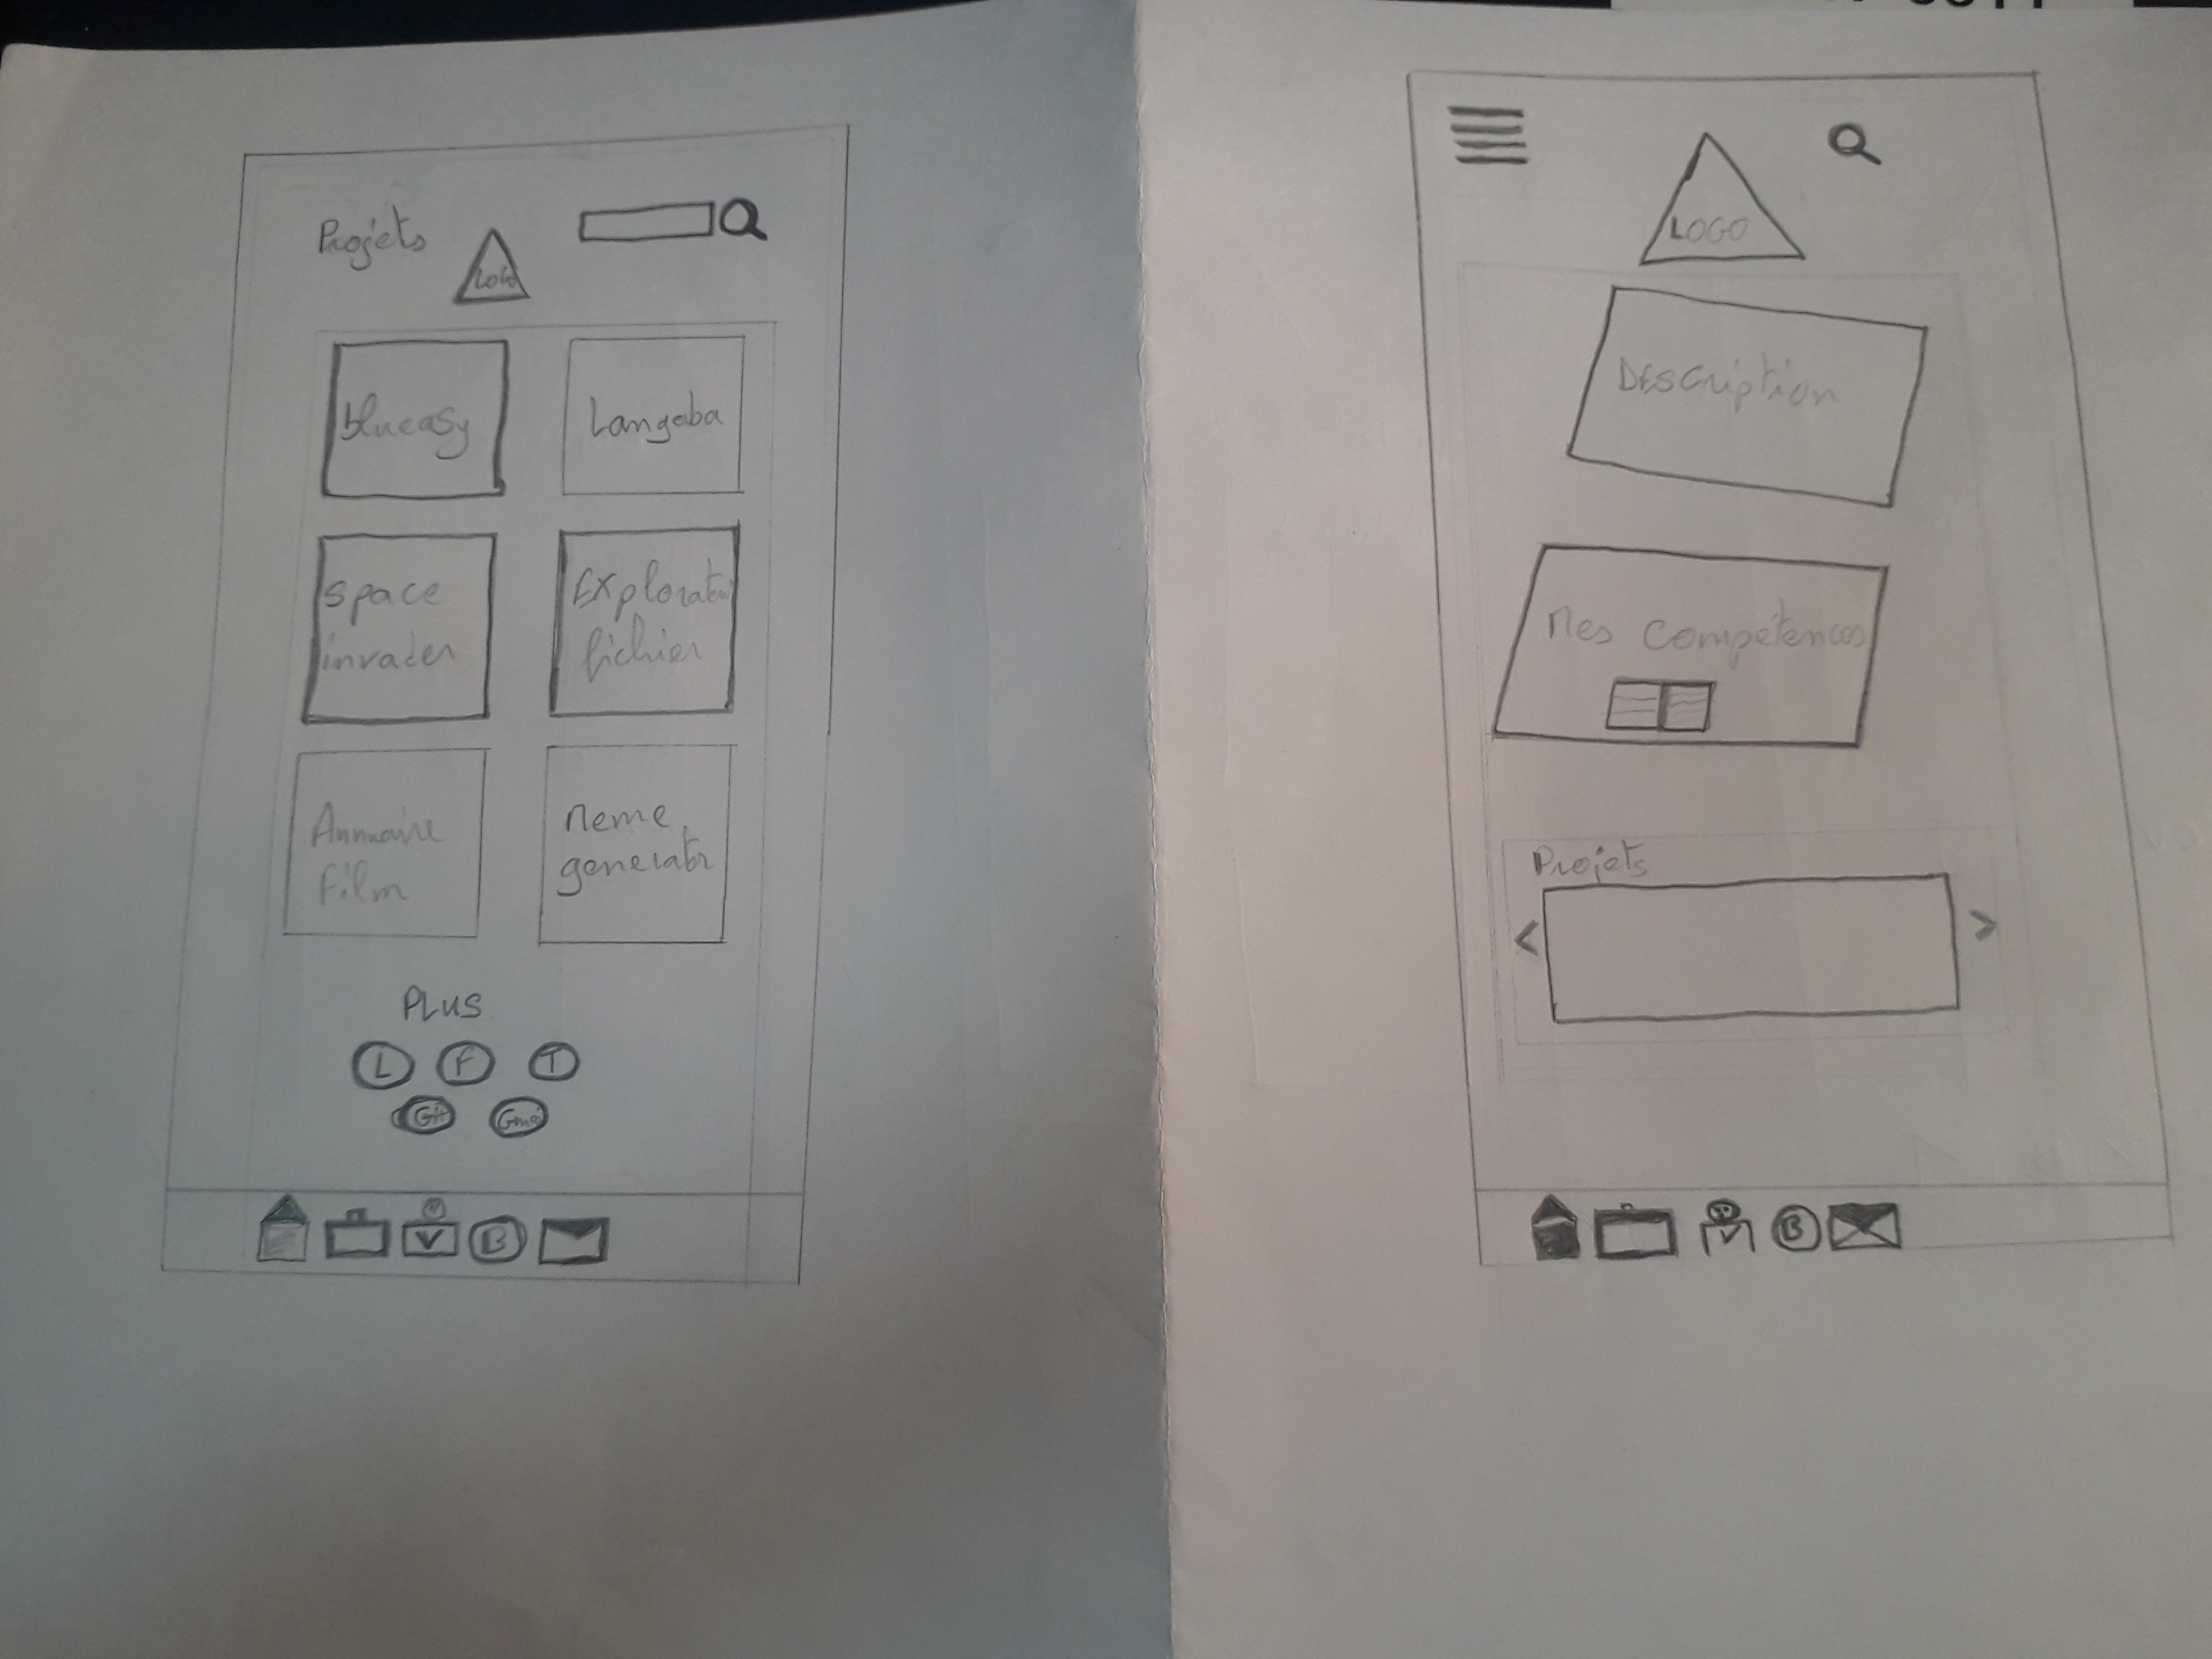 Projets
LOGO
blueasy
Langaba
space
invader
Explorateur
fichier
Annuaire
Film
Meme
generator
PLUS
L F T
Git Gmail
B
LOGO
DEScription
Mes compétences
Projets
< >
B